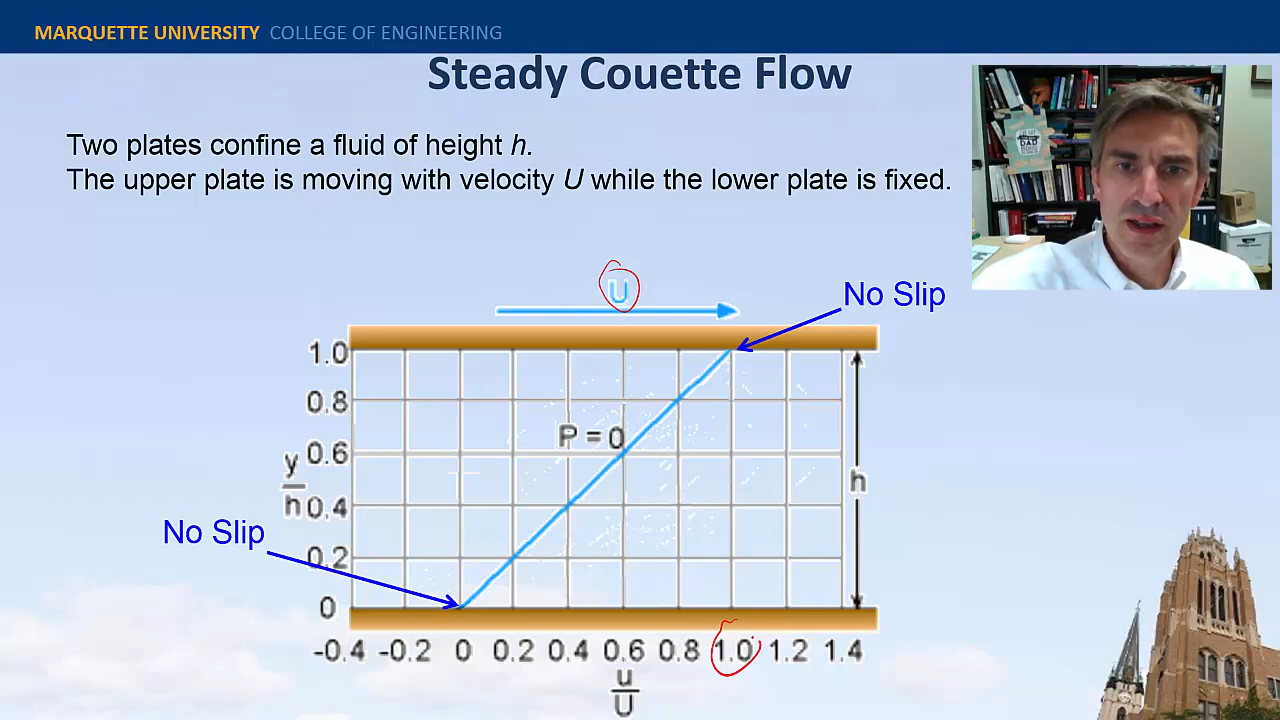 MARQUETTE UNIVERSITY COLLEGE OF ENGINEERING
Steady Couette Flow
Two plates confine a fluid of height h.
The upper plate is moving with velocity U while the lower plate is fixed.
DAD
U
No Slip
1.0
0.8
P = 0
y/h
0.6
h
0.4
No Slip
0.2
0
-0.4 -0.2 0 0.2 0.4 0.6 0.8 1.0 1.2 1.4
u/U